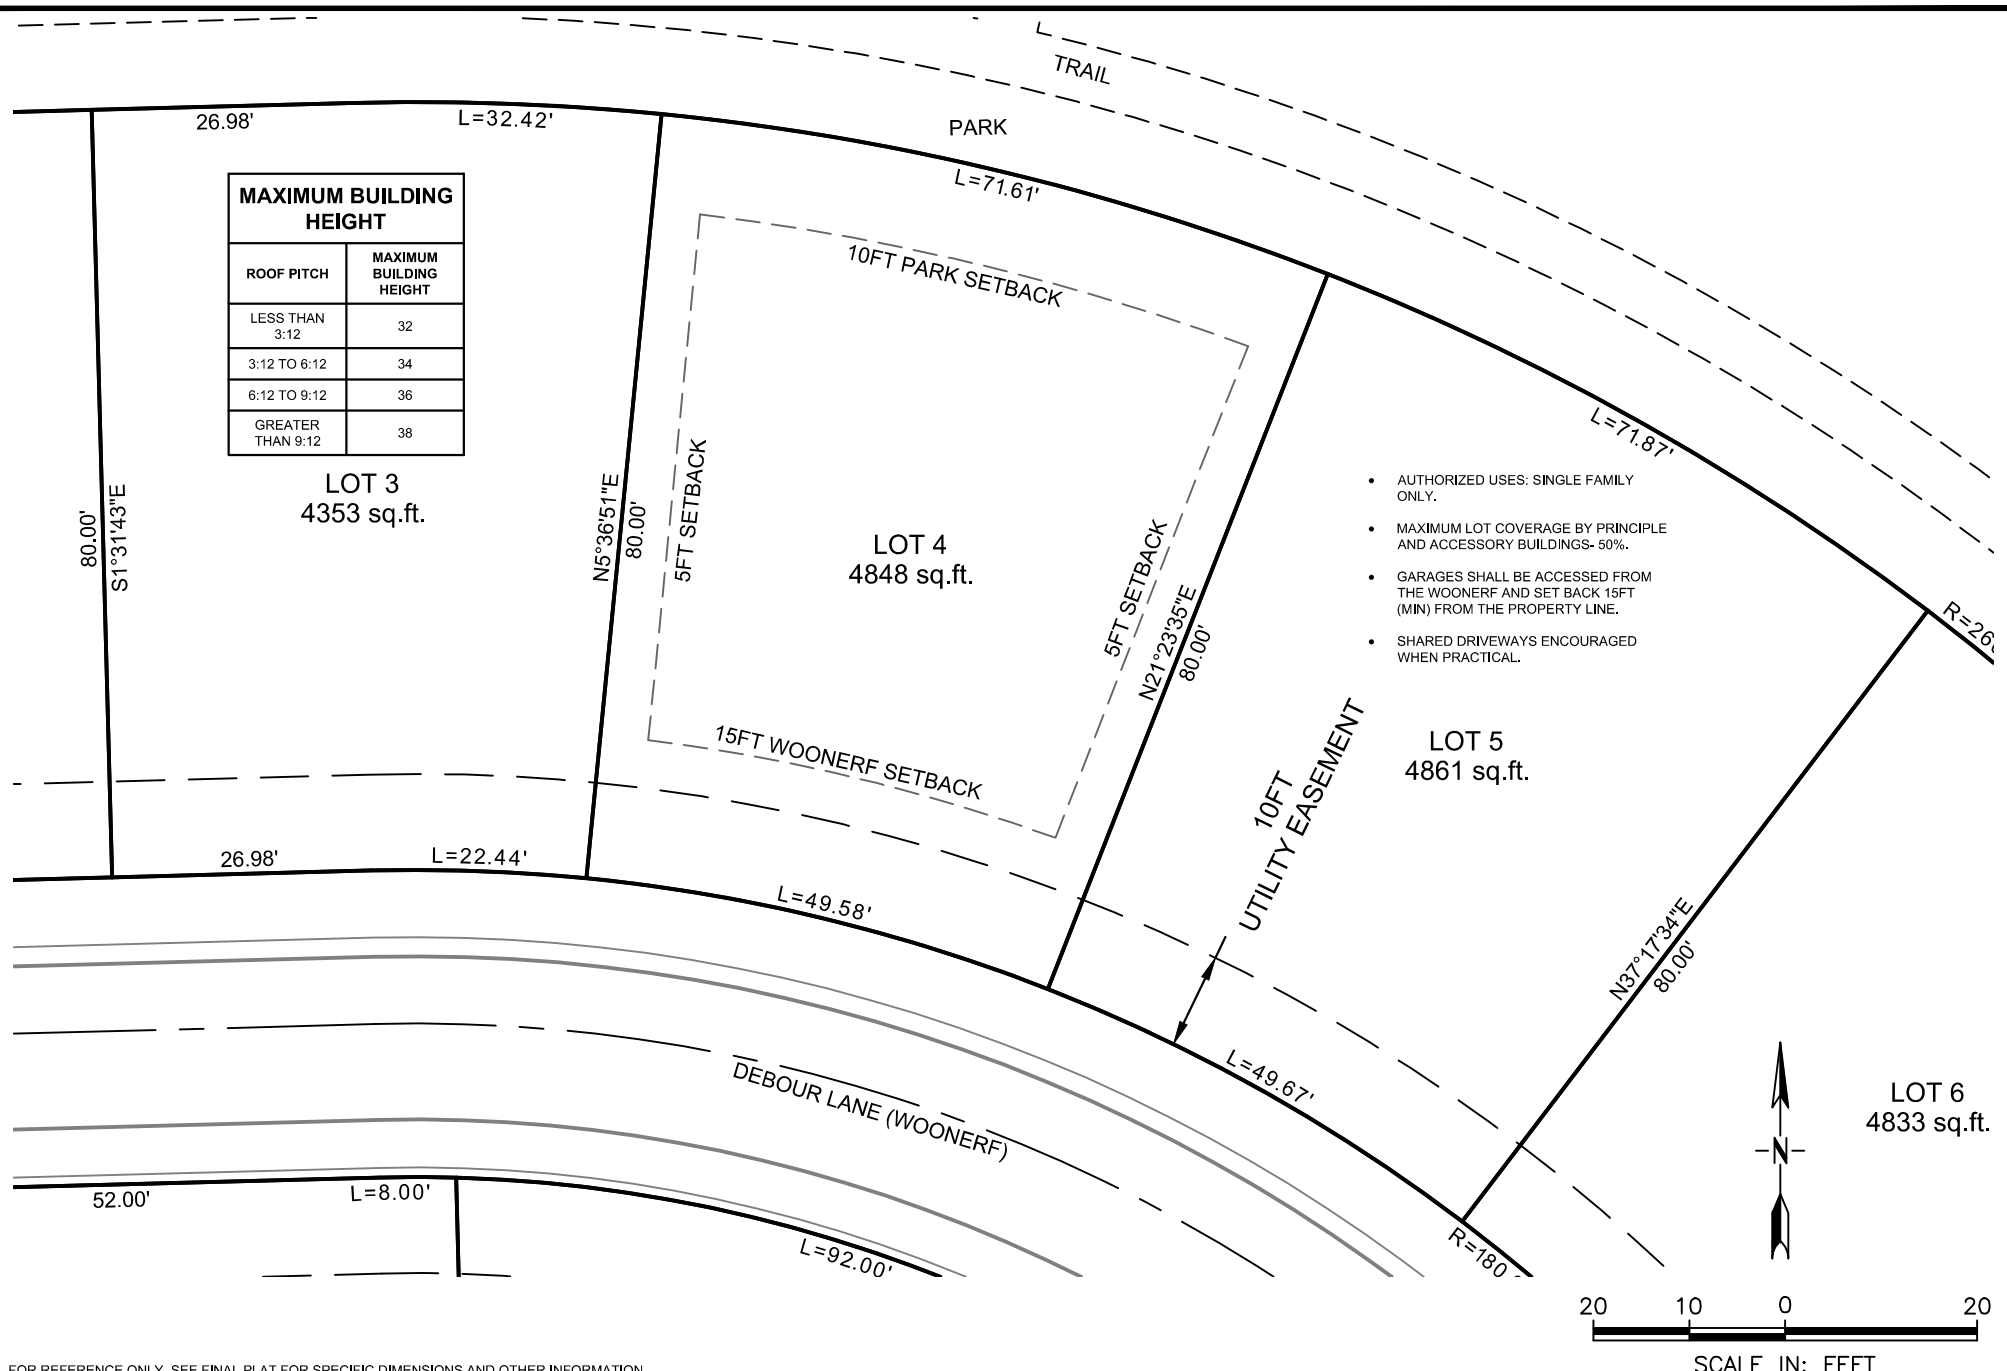 TRAIL
PARK
26.98'
L=32.42'
L=71.61'
MAXIMUM BUILDING
HEIGHT
ROOF PITCH
MAXIMUM
BUILDING
HEIGHT
LESS THAN
3:12
32
3:12 TO 6:12
34
6:12 TO 9:12
36
GREATER
THAN 9:12
38
LOT 3
4353 sq.ft.
80.00'
S1°31'43"E
N5°36'51"E
80.00'
10FT PARK SETBACK
5FT SETBACK
LOT 4
4848 sq.ft.
5FT SETBACK
15FT WOONERF SETBACK
N21°23'35"E
80.00'
L=71.87'
• AUTHORIZED USES: SINGLE FAMILY
ONLY.
• MAXIMUM LOT COVERAGE BY PRINCIPLE
AND ACCESSORY BUILDINGS- 50%.
• GARAGES SHALL BE ACCESSED FROM
THE WOONERF AND SET BACK 15FT
(MIN) FROM THE PROPERTY LINE.
• SHARED DRIVEWAYS ENCOURAGED
WHEN PRACTICAL.
LOT 5
4861 sq.ft.
10FT
UTILITY EASEMENT
N37°17'34"E
80.00'
26.98'
L=22.44'
L=49.58'
L=49.67'
DEBOUR LANE (WOONERF)
LOT 6
4833 sq.ft.
N
52.00'
L=8.00'
L=92.00'
R=180
20 10 0 20
SCALE IN: FEET
FOR REFERENCE ONLY. SEE FINAL PLAT FOR SPECIFIC DIMENSIONS AND OTHER INFORMATION